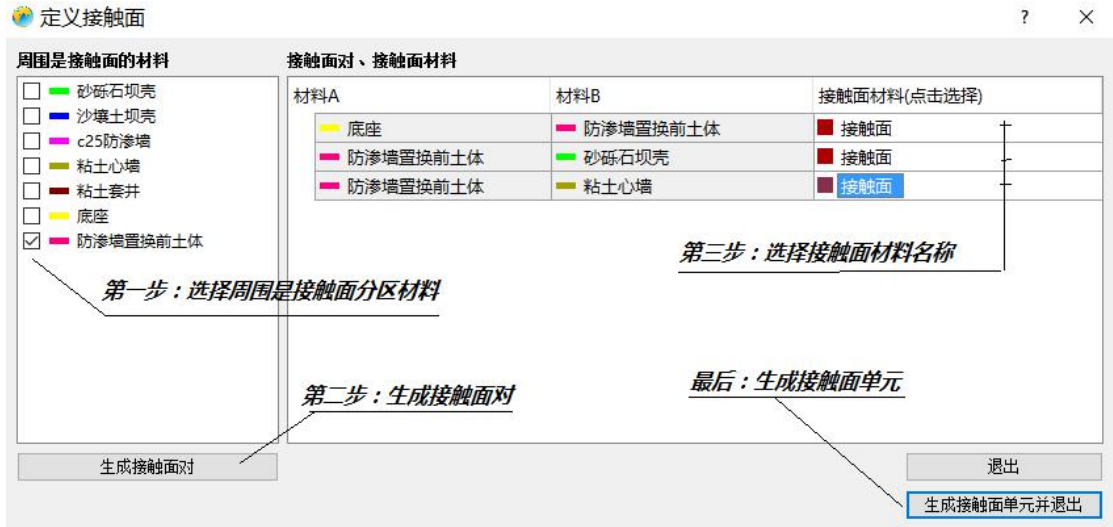 定义接触面
?
周围是接触面的材料
接触面对、接触面材料
砂砾石坝壳
沙壤土坝壳
c25防渗墙
粘土心墙
粘土套井
底座
防渗墙置换前土体
材料A 材料B 接触面材料(点击选择)
底座 防渗墙置换前土体 接触面
防渗墙置换前土体 砂砾石坝壳 接触面
防渗墙置换前土体 粘土心墙 接触面
第三步：选择接触面材料名称
第一步：选择周围是接触面分区材料
第二步：生成接触面对
最后：生成接触面单元
生成接触面对
退出
生成接触面单元并退出